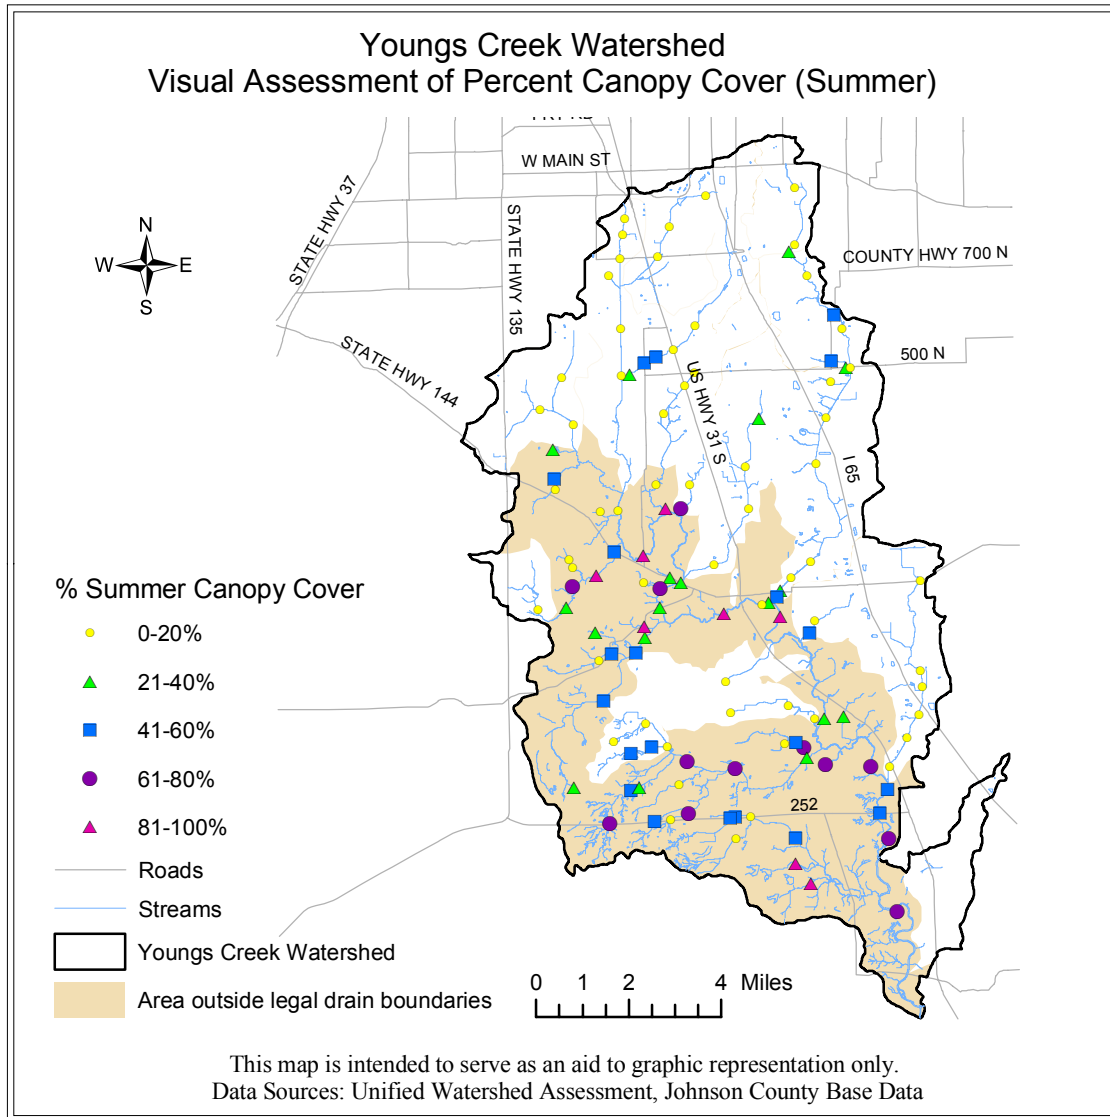 Youngs Creek Watershed
Visual Assessment of Percent Canopy Cover (Summer)
W MAIN ST
STATE HWY 37
STATE HWY 135
N
W E
S
COUNTY HWY 700 N
STATE HWY 144
500 N
US HWY 31 S
I 65
% Summer Canopy Cover
0-20%
21-40%
41-60%
61-80%
81-100%
252
Roads
Streams
Youngs Creek Watershed
Area outside legal drain boundaries
0 1 2 4 Miles
This map is intended to serve as an aid to graphic representation only.
Data Sources: Unified Watershed Assessment, Johnson County Base Data